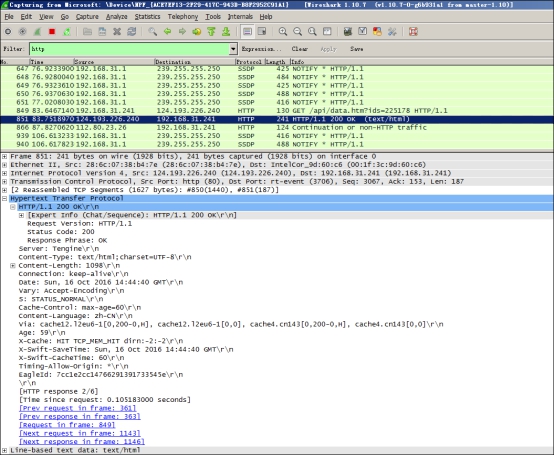 Capturing from Microsoft: \Device\NPF_{ACE7EF13-2F29-417C-943D-B8F2952C91A1} [Wireshark 1.10.7 (v1.10.7-0-g6b931a1 from master-1.10)]
File Edit View Go Capture Analyze Statistics Telephony Tools Internals Help
Filter: http Expression... Clear Apply Save
No. Time Source Destination Protocol Length Info
647 76.9233900 192.168.31.1 239.255.255.250 SSDP 425 NOTIFY * HTTP/1.1
648 76.9280040 192.168.31.1 239.255.255.250 SSDP 484 NOTIFY * HTTP/1.1
649 76.9323610 192.168.31.1 239.255.255.250 SSDP 425 NOTIFY * HTTP/1.1
650 76.9370630 192.168.31.1 239.255.255.250 SSDP 488 NOTIFY * HTTP/1.1
651 77.0208030 192.168.31.1 239.255.255.250 SSDP 416 NOTIFY * HTTP/1.1
849 83.6467140 192.168.31.241 124.193.226.240 HTTP 130 GET /api/data.htm?ids=225178 HTTP/1.1
851 83.7518970 124.193.226.240 192.168.31.241 HTTP 241 HTTP/1.1 200 OK (text/html)
866 87.8270620 112.80.23.26 192.168.31.241 HTTP 124 Continuation or non-HTTP traffic
939 106.613233 192.168.31.1 239.255.255.250 SSDP 416 NOTIFY * HTTP/1.1
940 106.617823 192.168.31.1 239.255.255.250 SSDP 488 NOTIFY * HTTP/1.1
Frame 851: 241 bytes on wire (1928 bits), 241 bytes captured (1928 bits) on interface 0
Ethernet II, Src: 28:6c:07:38:b4:7e (28:6c:07:38:b4:7e), Dst: IntelCor_9d:60:c6 (00:1f:3c:9d:60:c6)
Internet Protocol Version 4, Src: 124.193.226.240 (124.193.226.240), Dst: 192.168.31.241 (192.168.31.241)
Transmission Control Protocol, Src Port: http (80), Dst Port: rt-event (3706), Seq: 3067, Ack: 153, Len: 187
[2 Reassembled TCP Segments (1627 bytes): #850(1440), #851(187)]
Hypertext Transfer Protocol
HTTP/1.1 200 OK\r\n
[Expert Info (Chat/Sequence): HTTP/1.1 200 OK\r\n]
Request Version: HTTP/1.1
Status Code: 200
Response Phrase: OK
Server: Tengine\r\n
Content-Type: text/html;charset=UTF-8\r\n
Content-Length: 1098\r\n
Connection: keep-alive\r\n
Date: Sun, 16 Oct 2016 14:44:40 GMT\r\n
Vary: Accept-Encoding\r\n
S: STATUS_NORMAL\r\n
Cache-Control: max-age=60\r\n
Content-Language: zh-CN\r\n
Via: cache12.l2eu6-1[0,200-0,H], cache12.l2eu6-1[0,0], cache4.cn143[0,200-0,H], cache4.cn143[0,0]\r\n
Age: 59\r\n
X-Cache: HIT TCP_MEM_HIT dirn:-2:-2\r\n
X-Swift-SaveTime: Sun, 16 Oct 2016 14:44:40 GMT\r\n
X-Swift-CacheTime: 60\r\n
Timing-Allow-Origin: *\r\n
EagleId: 7cc1e2cc14766291391733545e\r\n
\r\n
[HTTP response 2/6]
[Time since request: 0.105183000 seconds]
[Prev request in frame: 361]
[Prev response in frame: 363]
[Request in frame: 849]
[Next request in frame: 1143]
[Next response in frame: 1146]
Line-based text data: text/html